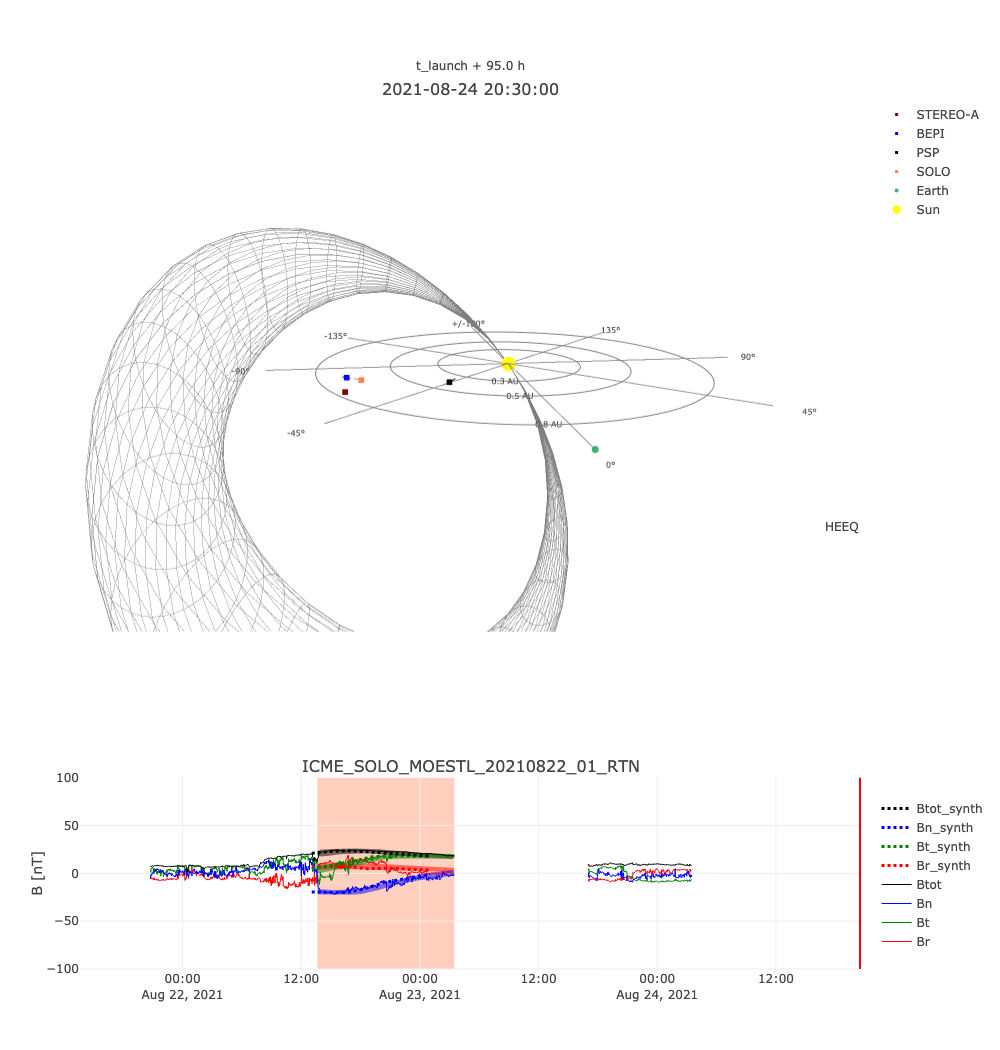 t_launch + 95.0 h
2021-08-24 20:30:00
STEREO-A
BEPI
PSP
SOLO
Earth
Sun
+/-180°
135°
-135°
90°
-90°
0.3 AU
0.5 AU
45°
0.8 AU
-45°
0°
HEEQ
ICME_SOLO_MOESTL_20210822_01_RTN
B [nT]
100
50
0
−50
−100
00:00
Aug 22, 2021
12:00
00:00
Aug 23, 2021
12:00
00:00
Aug 24, 2021
12:00
Btot_synth
Bn_synth
Bt_synth
Br_synth
Btot
Bn
Bt
Br